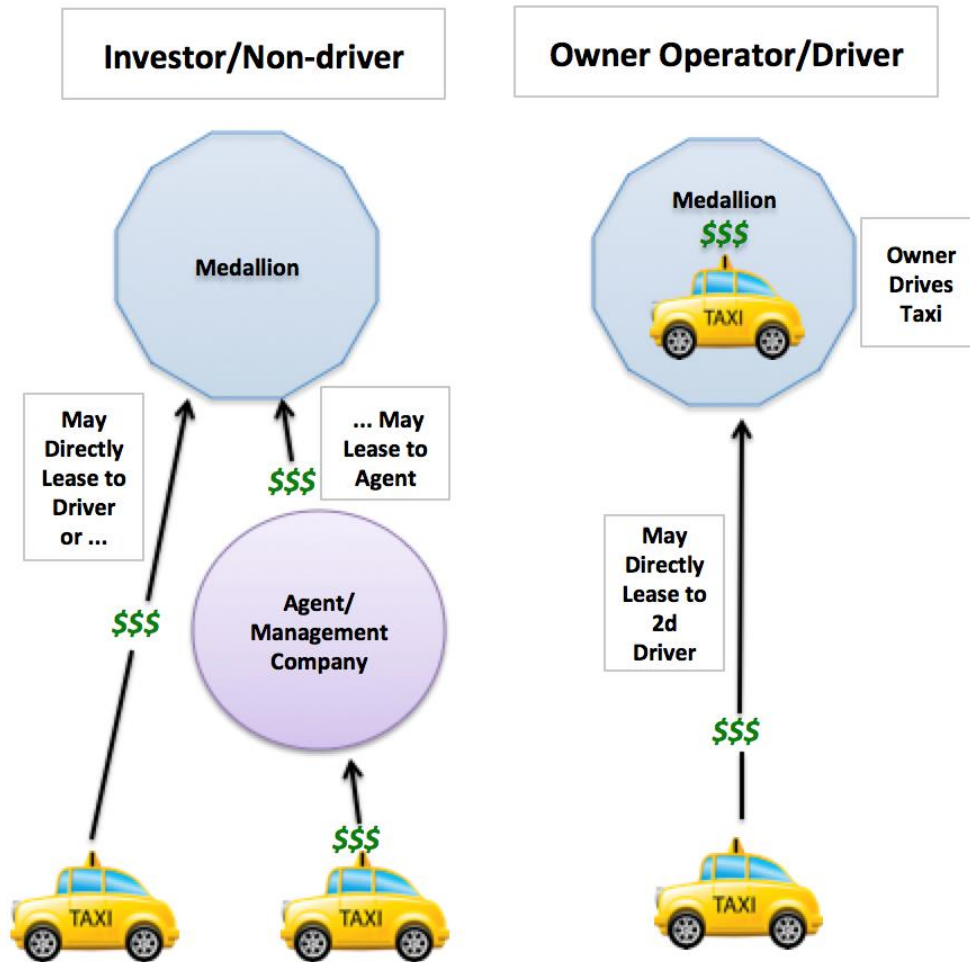 Investor/Non-driver
Owner Operator/Driver
Medallion
Medallion
$$$
TAXI
Owner
Drives
Taxi
May
Directly
Lease to
Driver
or ...
... May
Lease to
Agent
$$$
$$$
Agent/
Management
Company
May
Directly
Lease to
2d
Driver
$$$
$$$
TAXI
TAXI
TAXI